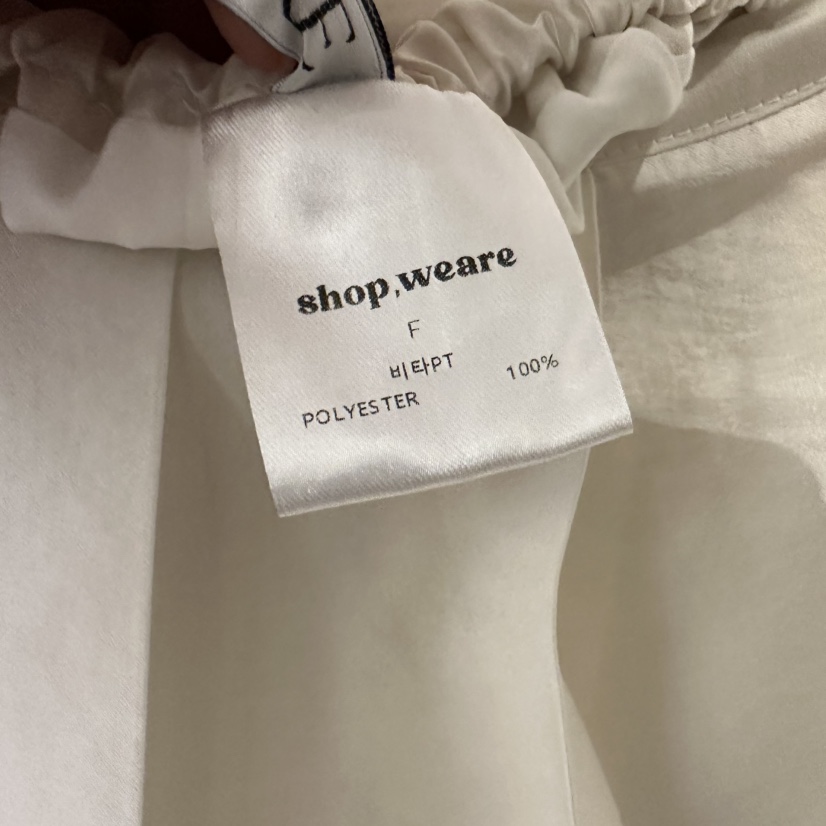 shop,weare
F
비타PT
POLYESTER 100%